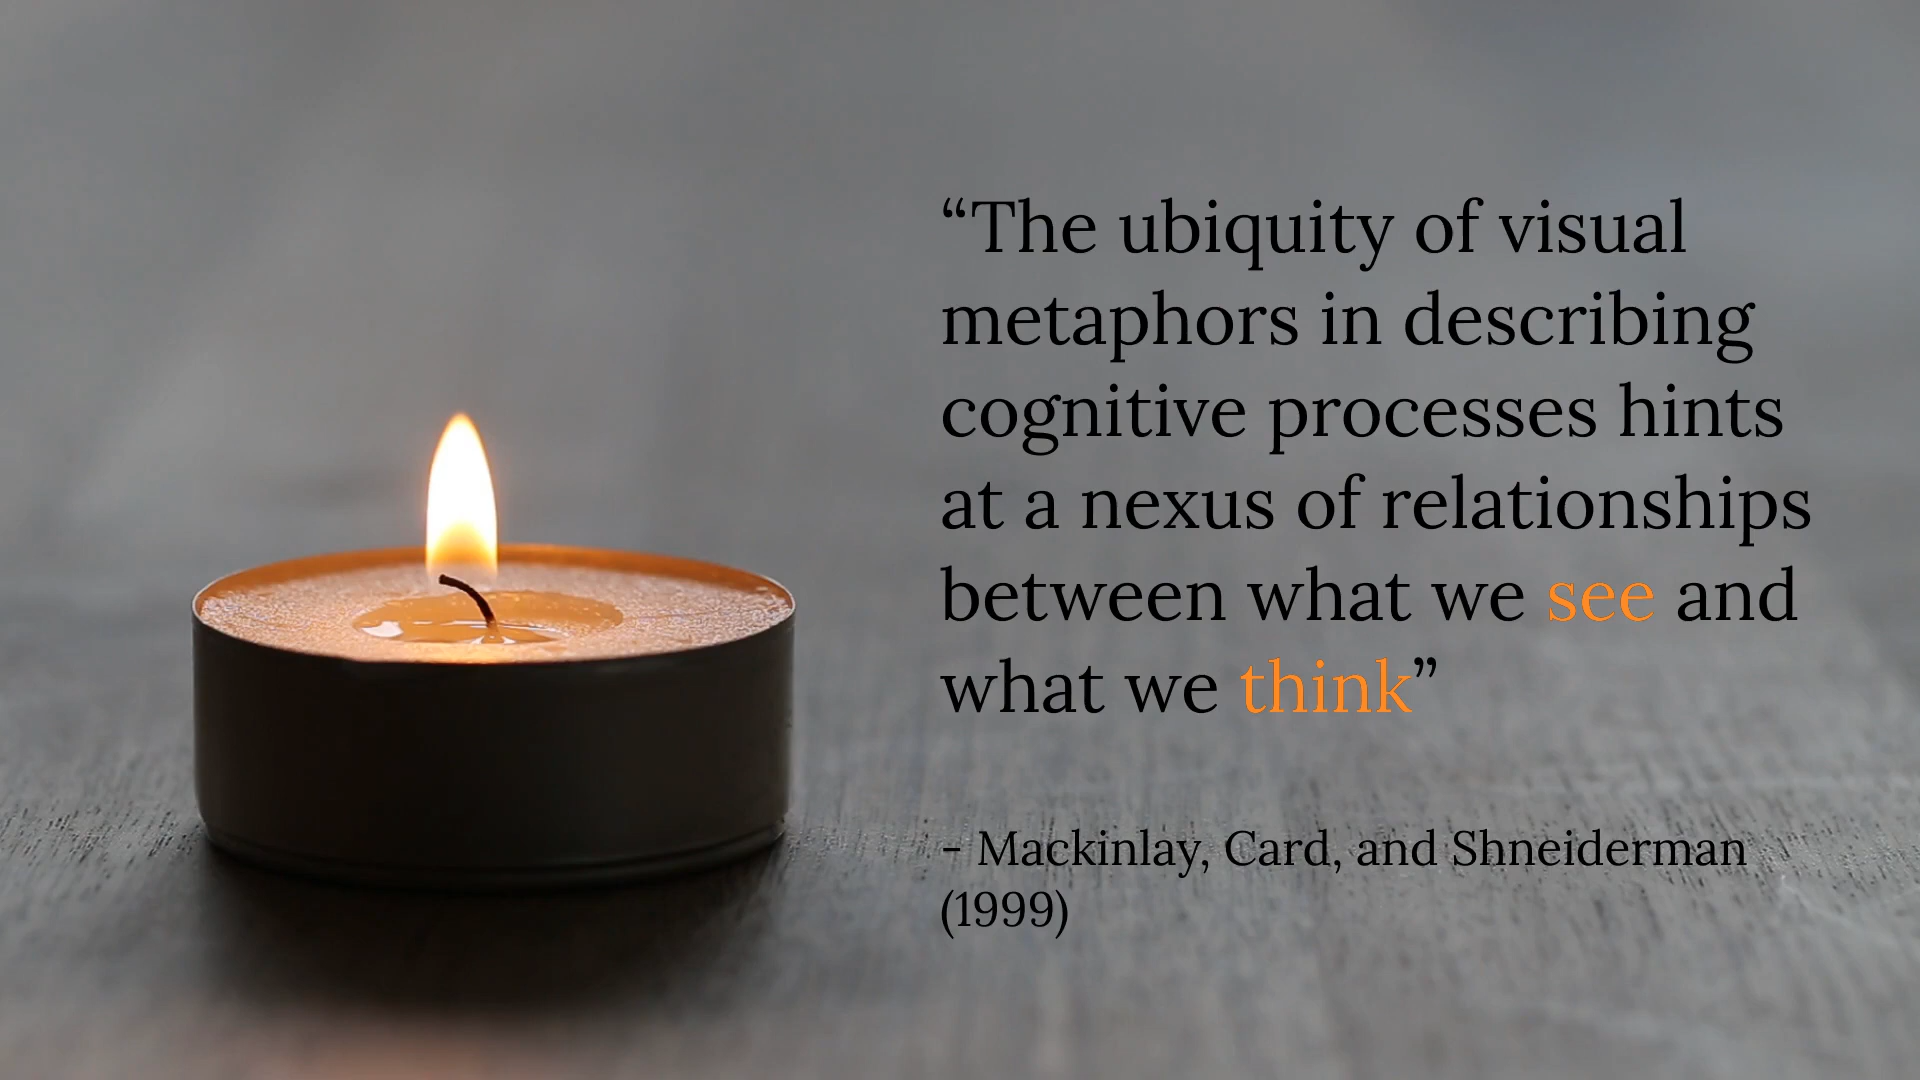 “The ubiquity of visual
metaphors in describing
cognitive processes hints
at a nexus of relationships
between what we see and
what we think”
- Mackinlay, Card, and Shneiderman
(1999)